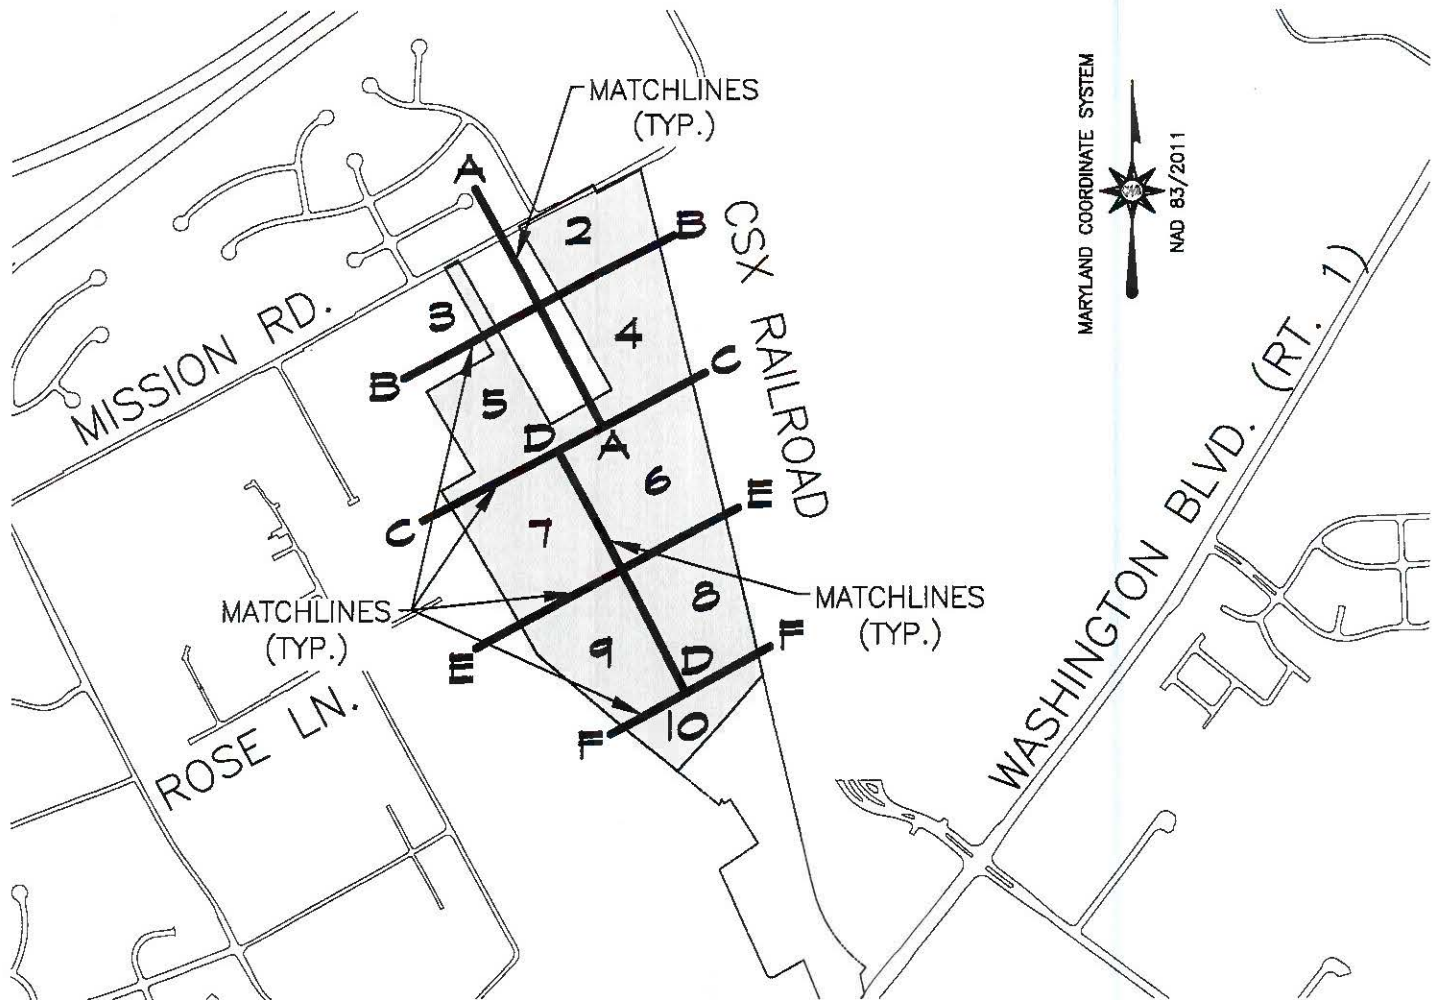 MATCHLINES
(TYP.)
MARYLAND COORDINATE SYSTEM
NAD 83/2011
A
2
B
CSX RAILROAD
3
4
MISSION RD.
B
C
5
D
A
6
E
7
C
WASHINGTON BLVD. (RT. 1)
MATCHLINES
(TYP.)
8
MATCHLINES
(TYP.)
9
D
F
E
10
F
ROSE LN.